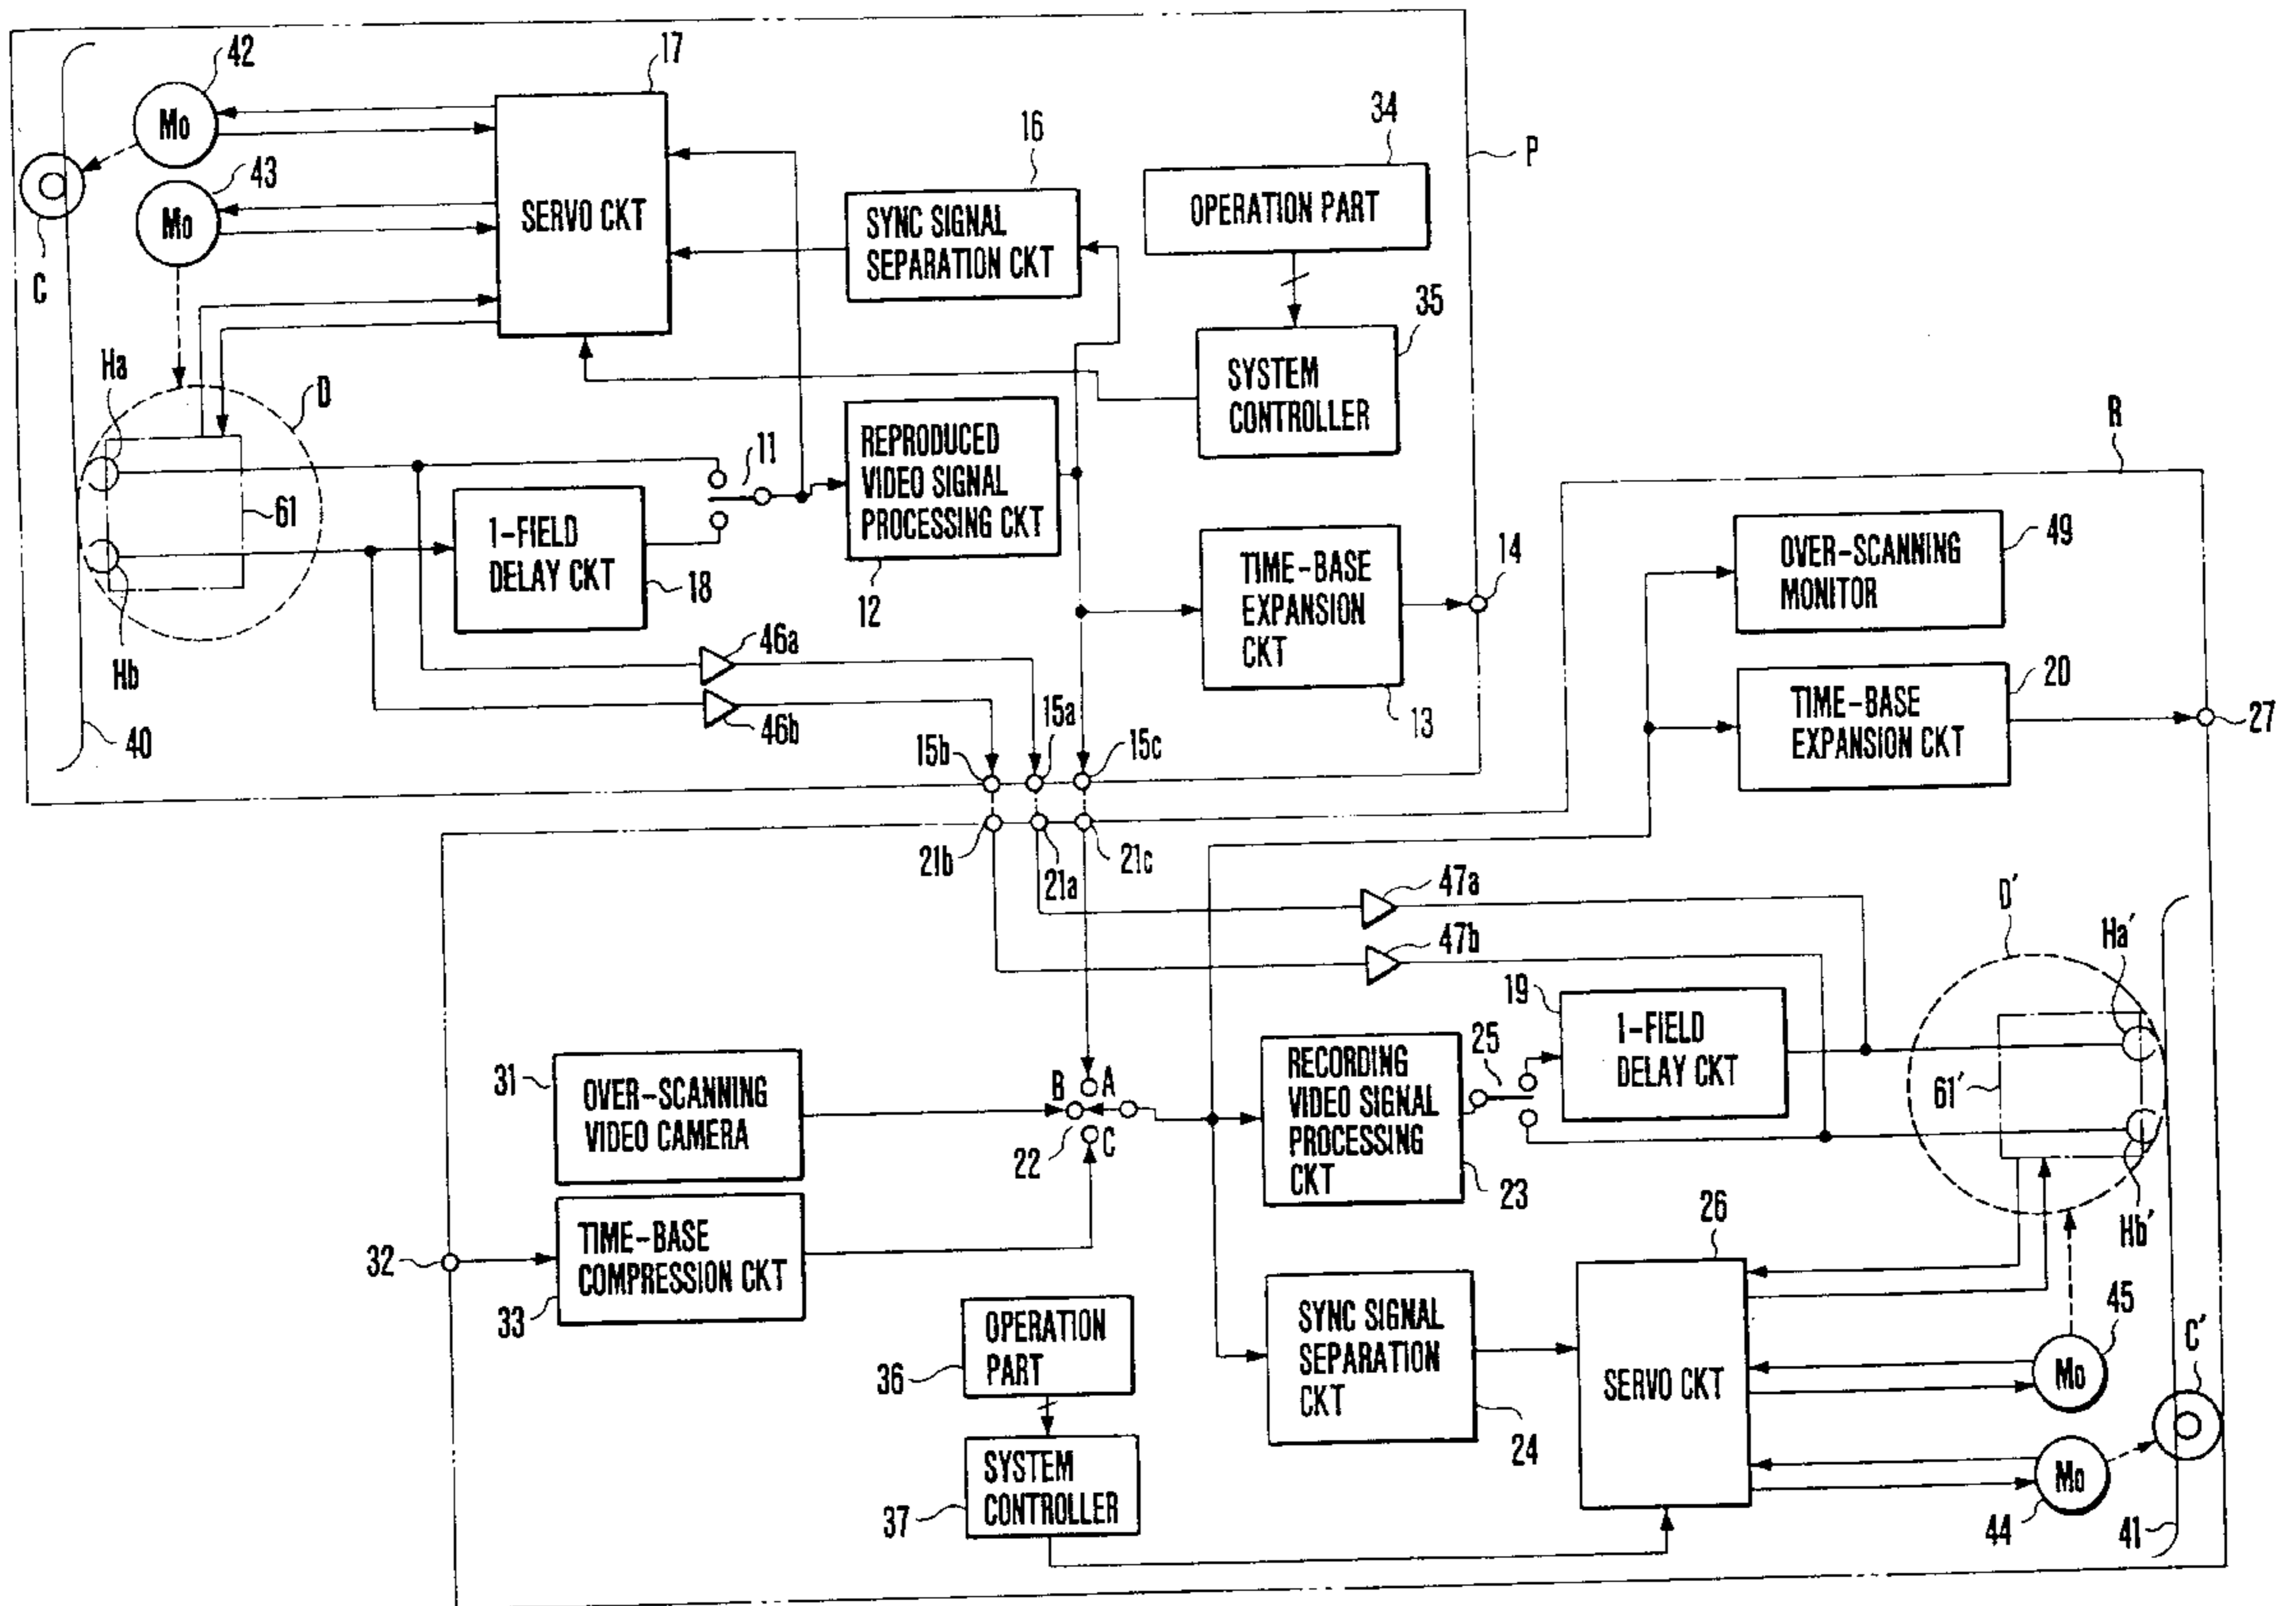 42
Mo
43
Mo
C
17
SERVO CKT
16
SYNC SIGNAL
SEPARATION CKT
34
OPERATION PART
P
35
SYSTEM
CONTROLLER
Ha
D
61
Hb
40
1-FIELD
DELAY CKT
18
11
REPRODUCED
VIDEO SIGNAL
PROCESSING CKT
12
TIME-BASE
EXPANSION
CKT
13
14
46a
46b
15b
15a
15c
R
OVER-SCANNING
MONITOR
49
TIME-BASE
EXPANSION CKT
20
27
21b
21a
21c
47a
47b
31
OVER-SCANNING
VIDEO CAMERA
B
A
C
22
32
TIME-BASE
COMPRESSION CKT
33
RECORDING
VIDEO SIGNAL
PROCESSING
CKT
23
25
19
1-FIELD
DELAY CKT
D'
Ha'
61'
Hb'
OPERATION
PART
36
SYSTEM
CONTROLLER
37
SYNC SIGNAL
SEPARATION
CKT
24
26
SERVO CKT
45
Mo
C'
Mo
44
41